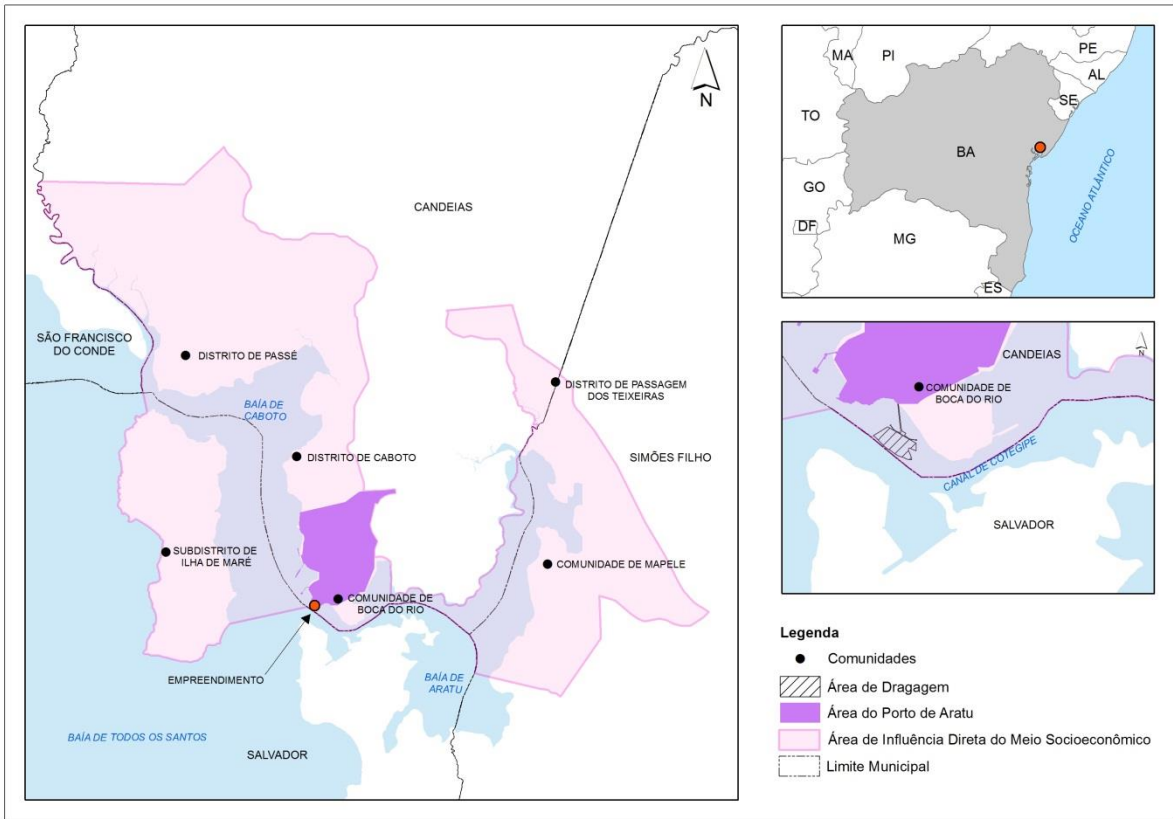 N
CANDEIAS
SÃO FRANCISCO
DO CONDE
DISTRITO DE PASSÉ
BAÍA DE
CABOTO
DISTRITO DE PASSAGEM
DOS TEIXEIRAS
DISTRITO DE CABOTO
SIMÕES FILHO
SUBDISTRITO DE
ILHA DE MARÉ
COMUNIDADE DE MAPELE
COMUNIDADE DE
BOCA DO RIO
EMPREENDIMENTO
BAÍA DE
ARATU
BAÍA DE TODOS OS SANTOS
SALVADOR
MA
PI
PE
AL
SE
TO
BA
GO
DF
MG
ES
OCEANO ATLÂNTICO
N
CANDEIAS
COMUNIDADE DE
BOCA DO RIO
CANAL DE COTEGIPE
SALVADOR
Legenda
Comunidades
Área de Dragagem
Área do Porto de Aratu
Área de Influência Direta do Meio Socioeconômico
Limite Municipal